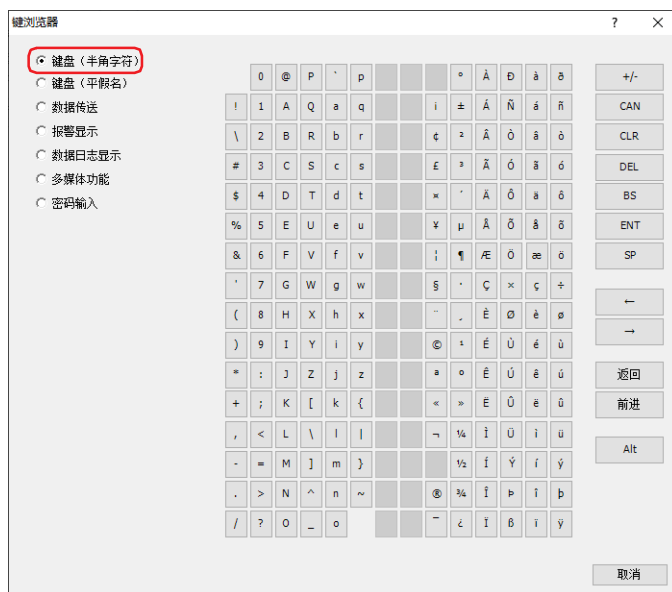 键浏览器 ? ×
键盘（半角字符）
键盘（平假名）
数据传送
报警显示
数据日志显示
多媒体功能
密码输入
0 @ P ` p ° À Ð à ð +/-
! 1 A Q a q ¡ ± Á Ñ á ñ CAN
\ 2 B R b r ¢ ² Â Ò â ò CLR
# 3 C S c s £ ³ Ã Ó ã ó DEL
$ 4 D T d t ¤ ´ Ä Ô ä ô BS
% 5 E U e u ¥ µ Å Õ å õ ENT
& 6 F V f v ¦ ¶ Æ Ö æ ö SP
' 7 G W g w § · Ç × ç ÷
( 8 H X h x ¨ ¸ È Ø è ø ←
) 9 I Y i y © ¹ É Ù é ù →
* : J Z j z ª º Ê Ú ê ú 返回
+ ; K [ k { « » Ë Û ë û 前进
, < L \ l | ¬ ¼ Ì Ü ì ü Alt
- = M ] m } ½ Í Ý í ý
. > N ^ n ~ ® ¾ Î Þ î þ
/ ? O _ o ¯ ¿ Ï ß ï ÿ
取消